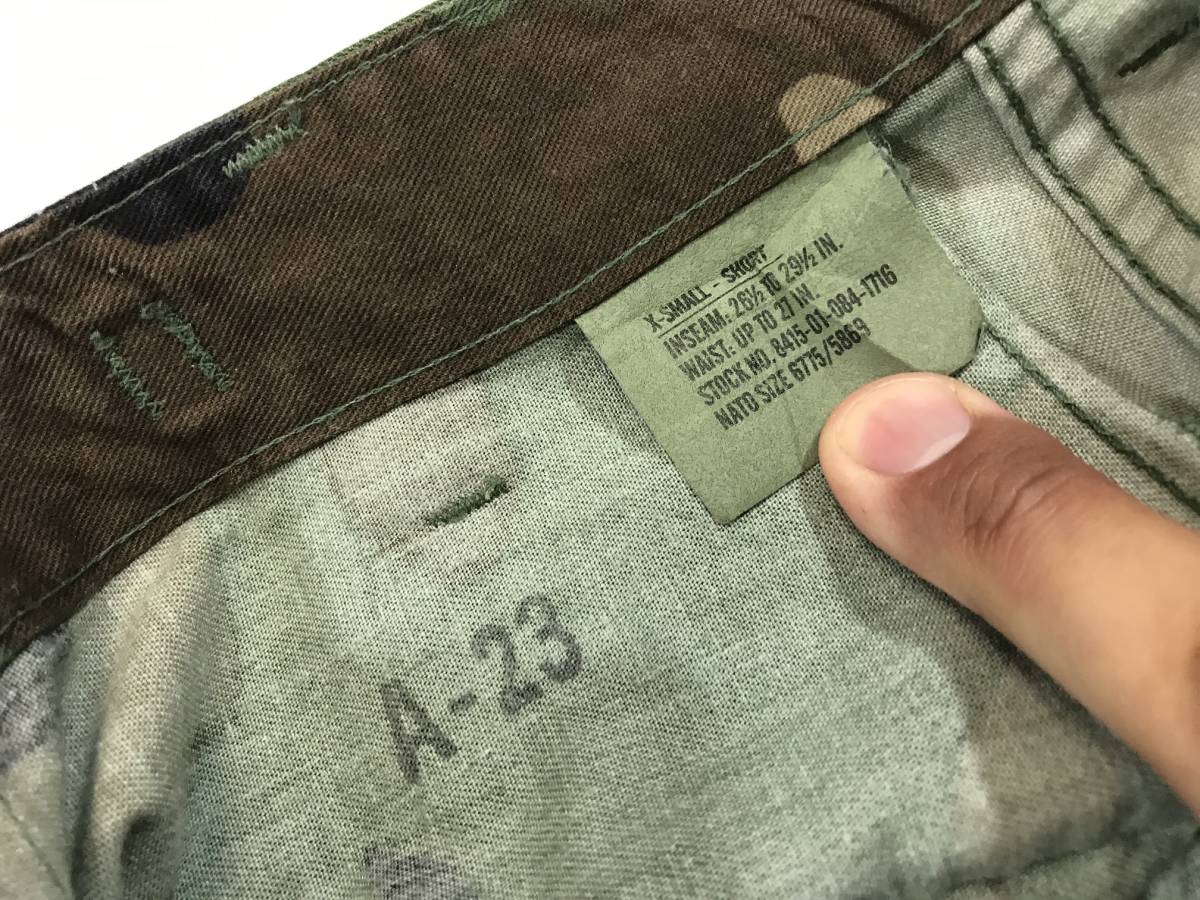 X-SMALL - SHORT
INSEAM: 26½ TO 29½ IN.
WAIST: UP TO 27 IN.
STOCK NO. 8415-01-084-1716
NATO SIZE 6775/5869
A-23